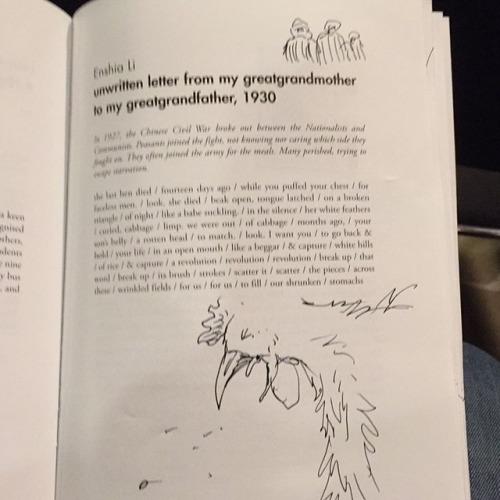 Enshia Li
unwritten letter from my greatgrandmother
to my greatgrandfather, 1930
In 1927, the Chinese Civil War broke out between the Nationalists and
Communists. Peasants joined the fight, not knowing nor caring which side they
fought on. They often joined the army for the meals. Many perished, trying to
escape starvation.
the last hen died / fourteen days ago / while you puffed your chest / for
faceless men. / look, she died / beak open, tongue latched / on a broken
triangle / of night / like a babe suckling. / in the silence / her white feathers
/ curled, cabbage / limp. we were out / of cabbage / months ago, / your
son's belly / a rotten head / to match. / look. I want you / to go back &
hold / your life / in an open mouth / like a beggar / & capture / white hills
/ of rice / & capture / a revolution / revolution / revolution / break up / that
word / break up / its brush / strokes / scatter it / scatter / the pieces / across
these / wrinkled fields / for us / for us / to fill / our shrunken / stomachs
a keen
gnised
others,
udents
e nine
y bus
, and